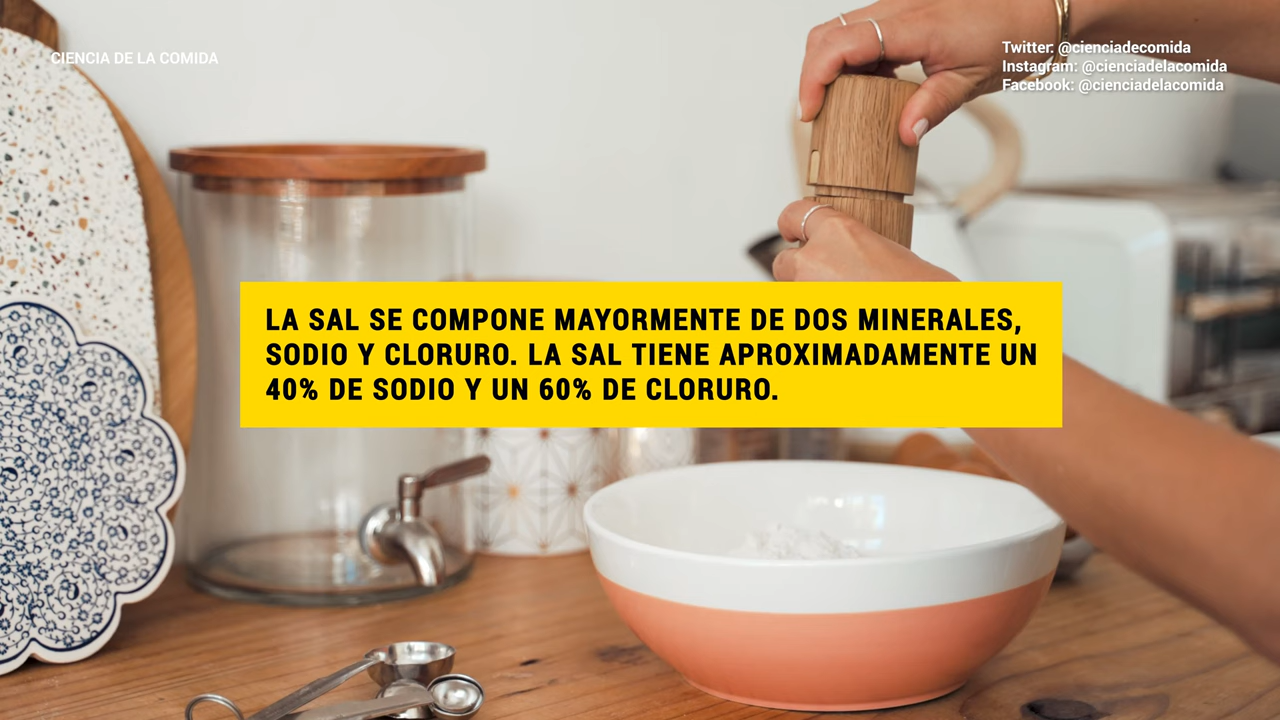 CIENCIA DE LA COMIDA
Twitter: @cienciadecomida
Instagram: @cienciadelacomida
Facebook: @cienciadelacomida
LA SAL SE COMPONE MAYORMENTE DE DOS MINERALES,
SODIO Y CLORURO. LA SAL TIENE APROXIMADAMENTE UN
40% DE SODIO Y UN 60% DE CLORURO.